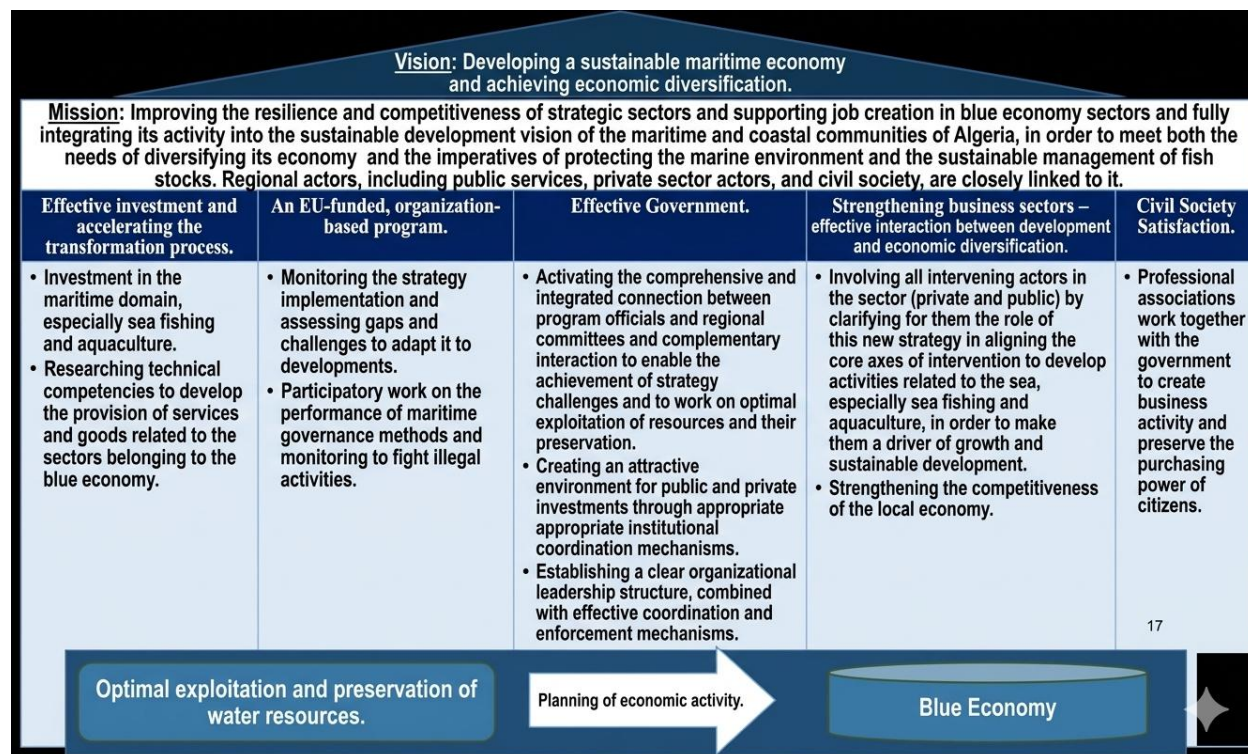 Vision: Developing a sustainable maritime economy
and achieving economic diversification.
Mission: Improving the resilience and competitiveness of strategic sectors and supporting job creation in blue economy sectors and fully
integrating its activity into the sustainable development vision of the maritime and coastal communities of Algeria, in order to meet both the
needs of diversifying its economy and the imperatives of protecting the marine environment and the sustainable management of fish
stocks. Regional actors, including public services, private sector actors, and civil society, are closely linked to it.
Effective investment and
accelerating the
transformation process.
• Investment in the
maritime domain,
especially sea fishing
and aquaculture.
• Researching technical
competencies to develop
the provision of services
and goods related to the
sectors belonging to the
blue economy.
An EU-funded, organization-
based program.
• Monitoring the strategy
implementation and
assessing gaps and
challenges to adapt it to
developments.
• Participatory work on the
performance of maritime
governance methods and
monitoring to fight illegal
activities.
Effective Government.
• Activating the comprehensive and
integrated connection between
program officials and regional
committees and complementary
interaction to enable the
achievement of strategy
challenges and to work on optimal
exploitation of resources and their
preservation.
• Creating an attractive
environment for public and private
investments through appropriate
appropriate institutional
coordination mechanisms.
• Establishing a clear organizational
leadership structure, combined
with effective coordination and
enforcement mechanisms.
Strengthening business sectors –
effective interaction between development
and economic diversification.
• Involving all intervening actors in
the sector (private and public) by
clarifying for them the role of
this new strategy in aligning the
core axes of intervention to develop
activities related to the sea,
especially sea fishing and
aquaculture, in order to make
them a driver of growth and
sustainable development.
• Strengthening the competitiveness
of the local economy.
Civil Society
Satisfaction.
• Professional
associations
work together
with the
government
to create
business
activity and
preserve the
purchasing
power of
citizens.
17
Optimal exploitation and preservation of
water resources.
Planning of economic activity.
Blue Economy